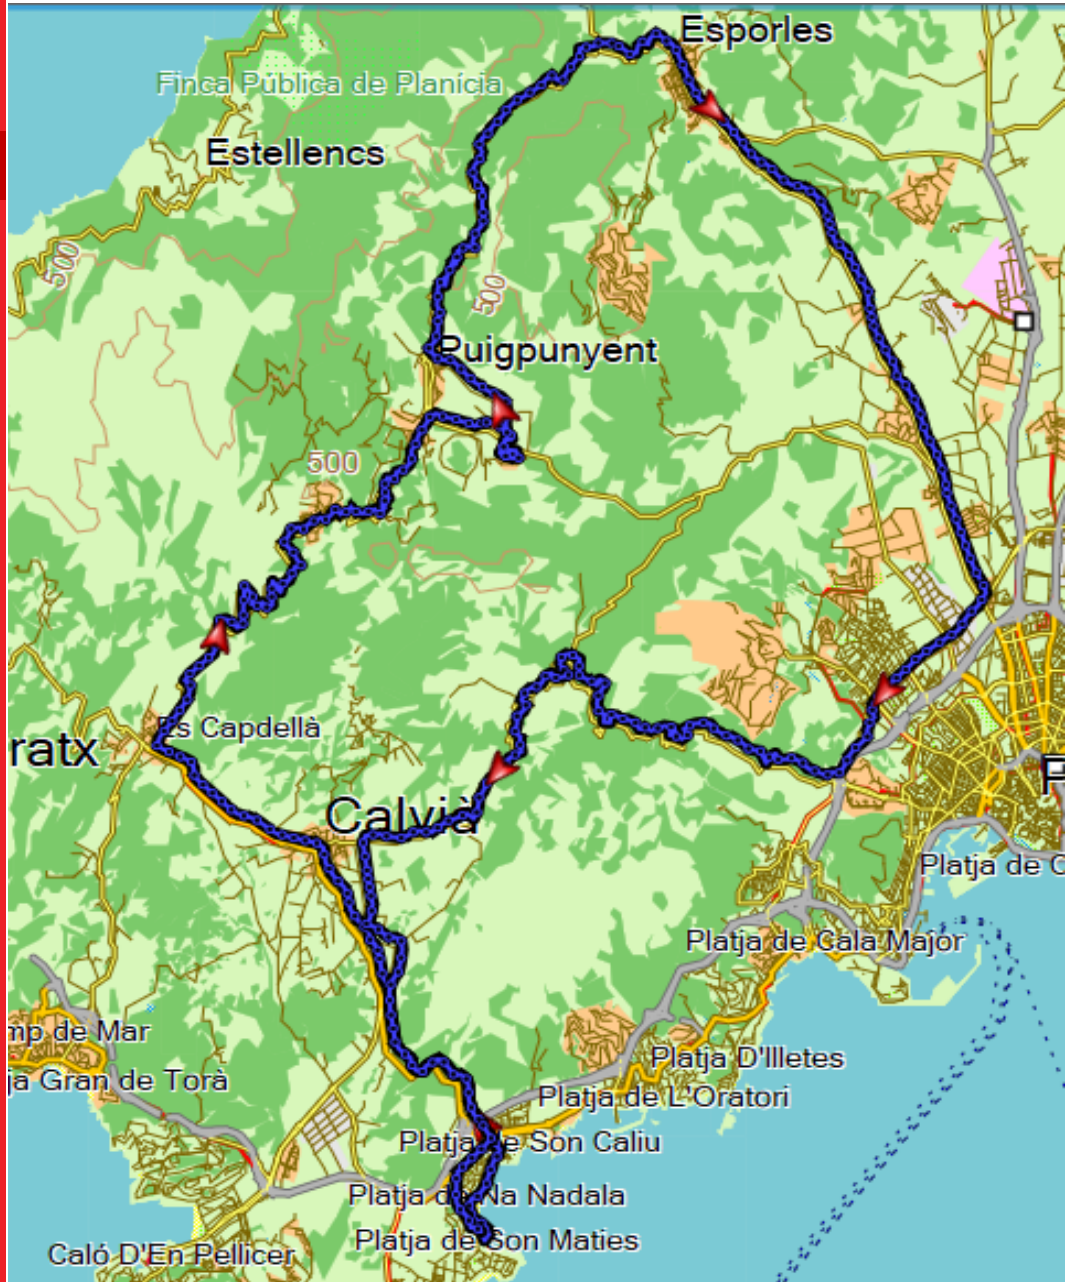 Esporles
Finca Pública de Planícia
Estellencs
500
500
Puigpunyent
500
Es Capdellà
ratx
Calvià
Platja de C
Platja de Cala Major
mp de Mar
Platja D'Illetes
ja Gran de Torà
Platja de L'Oratori
Platja de Son Caliu
Platja de Na Nadala
Platja de Son Maties
Caló D'En Pellicer